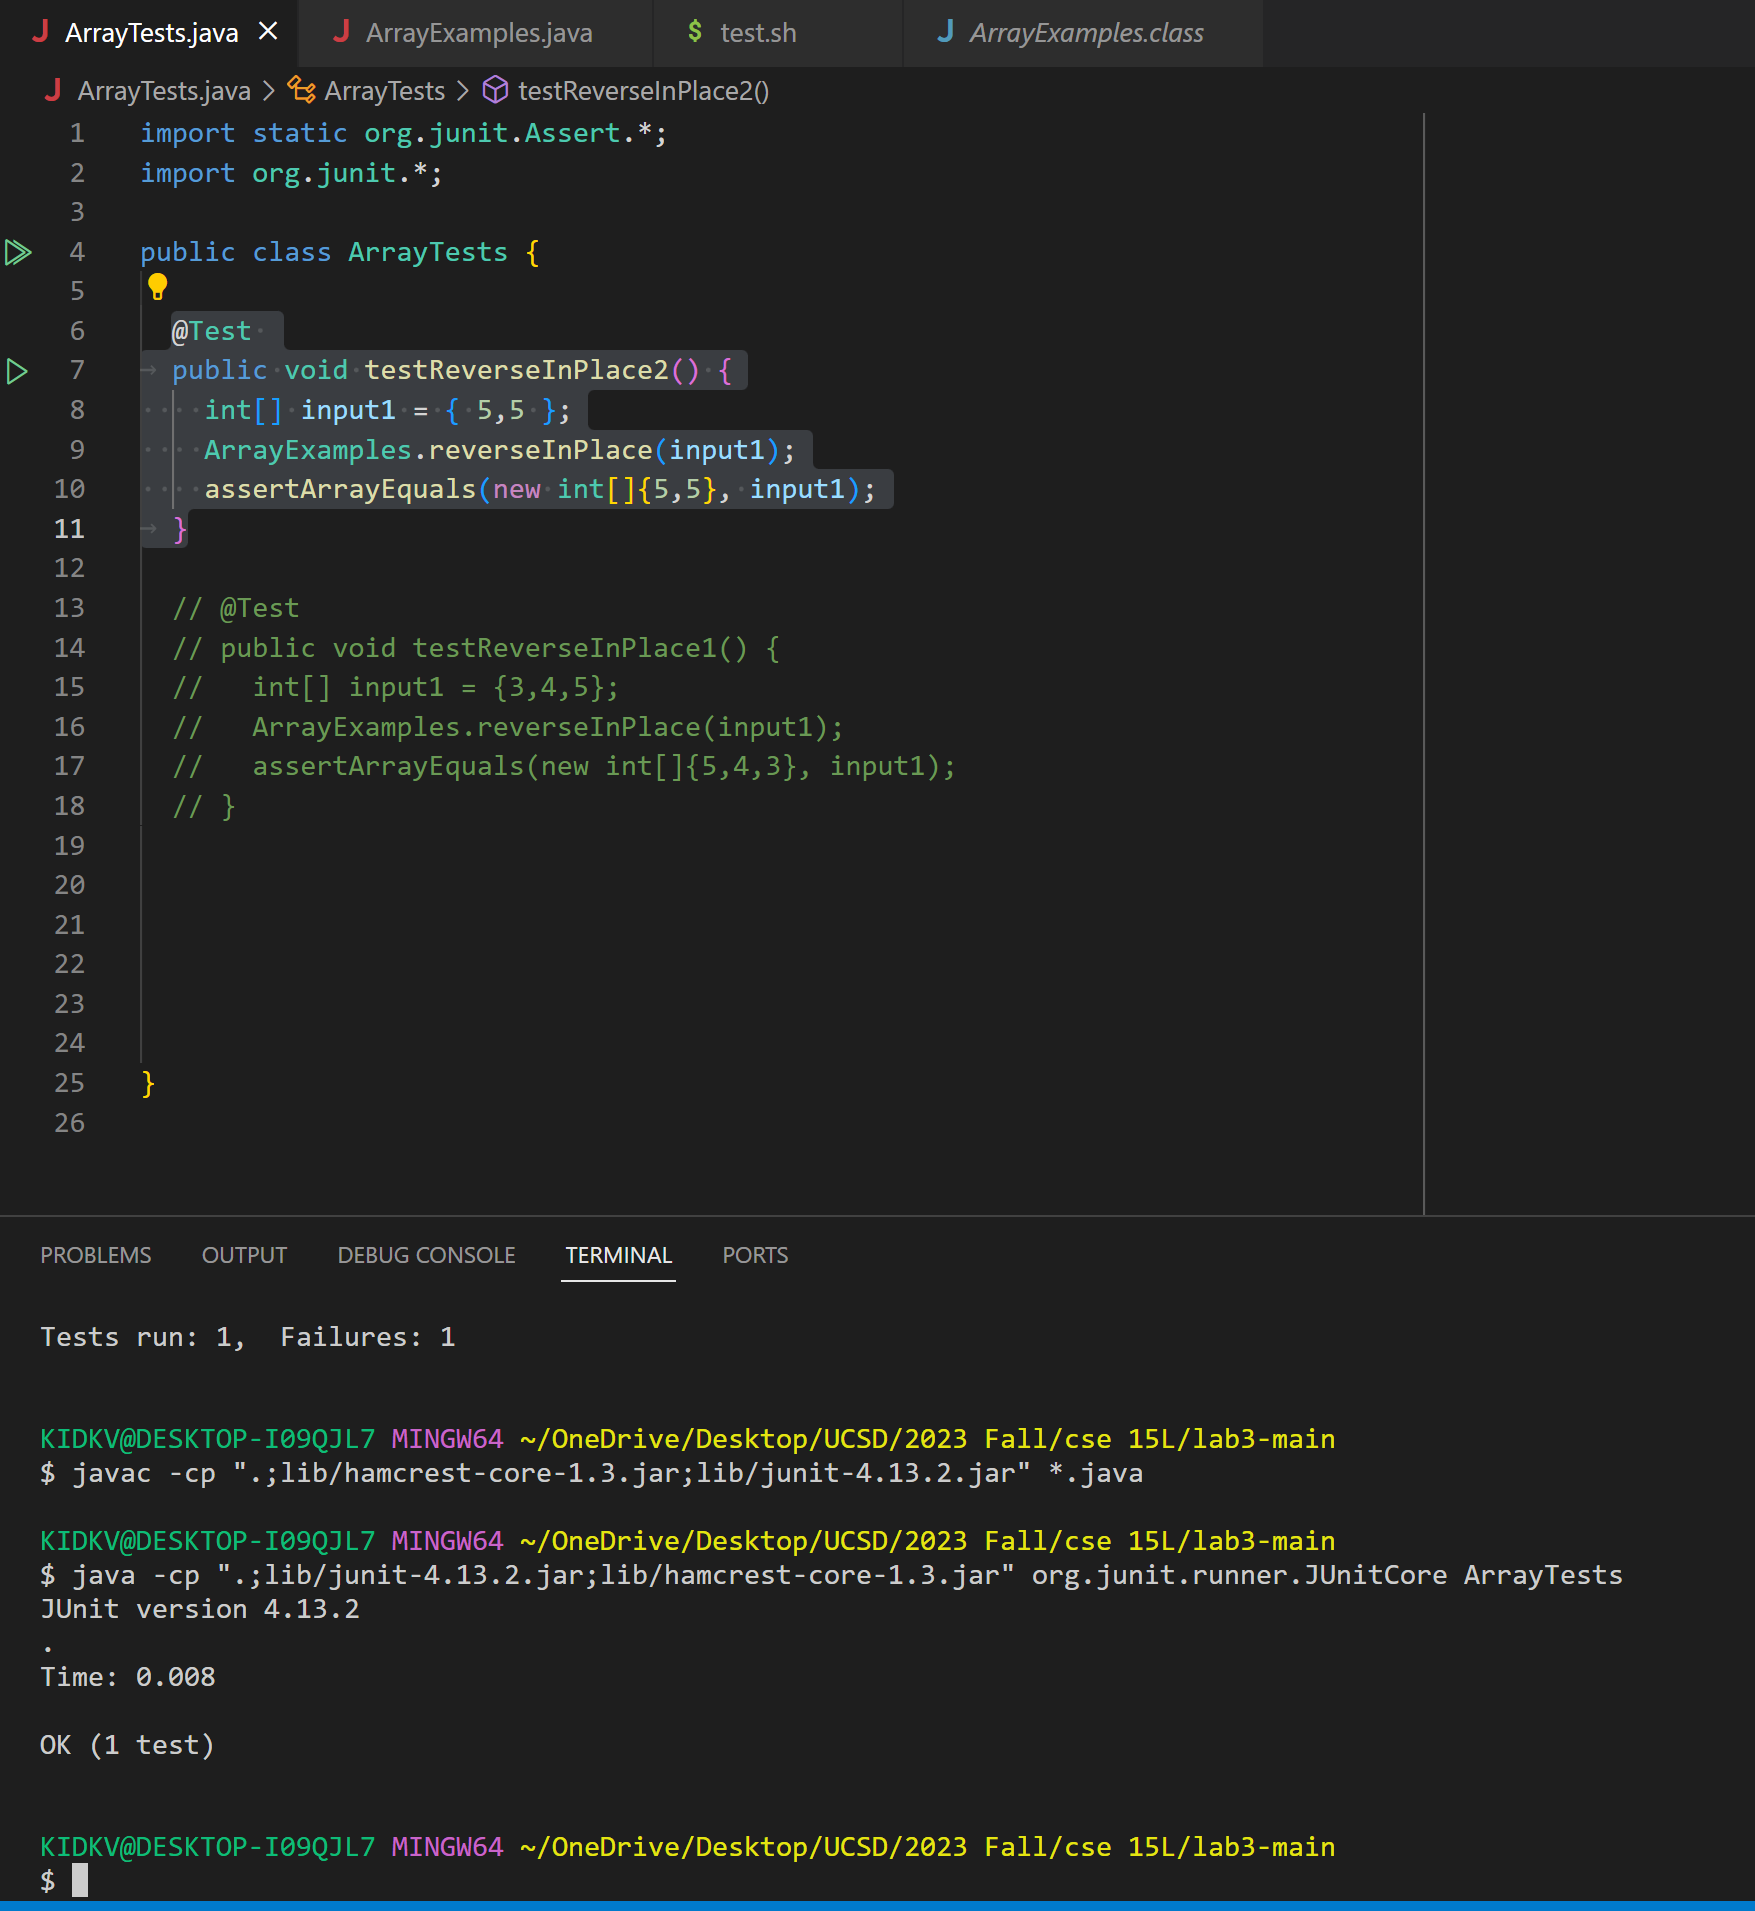 ArrayTests.java ArrayExamples.java $ test.sh ArrayExamples.class
ArrayTests.java > ArrayTests > testReverseInPlace2()
1 import static org.junit.Assert.*;
2 import org.junit.*;
3
4 public class ArrayTests {
5
6 @Test
7 public void testReverseInPlace2() {
8 int[] input1 = { 5,5 };
9 ArrayExamples.reverseInPlace(input1);
10 assertArrayEquals(new int[]{5,5}, input1);
11 }
12
13 // @Test
14 // public void testReverseInPlace1() {
15 //   int[] input1 = {3,4,5};
16 //   ArrayExamples.reverseInPlace(input1);
17 //   assertArrayEquals(new int[]{5,4,3}, input1);
18 // }
19
20
21
22
23
24
25 }
26
PROBLEMS OUTPUT DEBUG CONSOLE TERMINAL PORTS
Tests run: 1,  Failures: 1
KIDKV@DESKTOP-I09QJL7 MINGW64 ~/OneDrive/Desktop/UCSD/2023 Fall/cse 15L/lab3-main
$ javac -cp ".;lib/hamcrest-core-1.3.jar;lib/junit-4.13.2.jar" *.java
KIDKV@DESKTOP-I09QJL7 MINGW64 ~/OneDrive/Desktop/UCSD/2023 Fall/cse 15L/lab3-main
$ java -cp ".;lib/junit-4.13.2.jar;lib/hamcrest-core-1.3.jar" org.junit.runner.JUnitCore ArrayTests
JUnit version 4.13.2
.
Time: 0.008
OK (1 test)
KIDKV@DESKTOP-I09QJL7 MINGW64 ~/OneDrive/Desktop/UCSD/2023 Fall/cse 15L/lab3-main
$